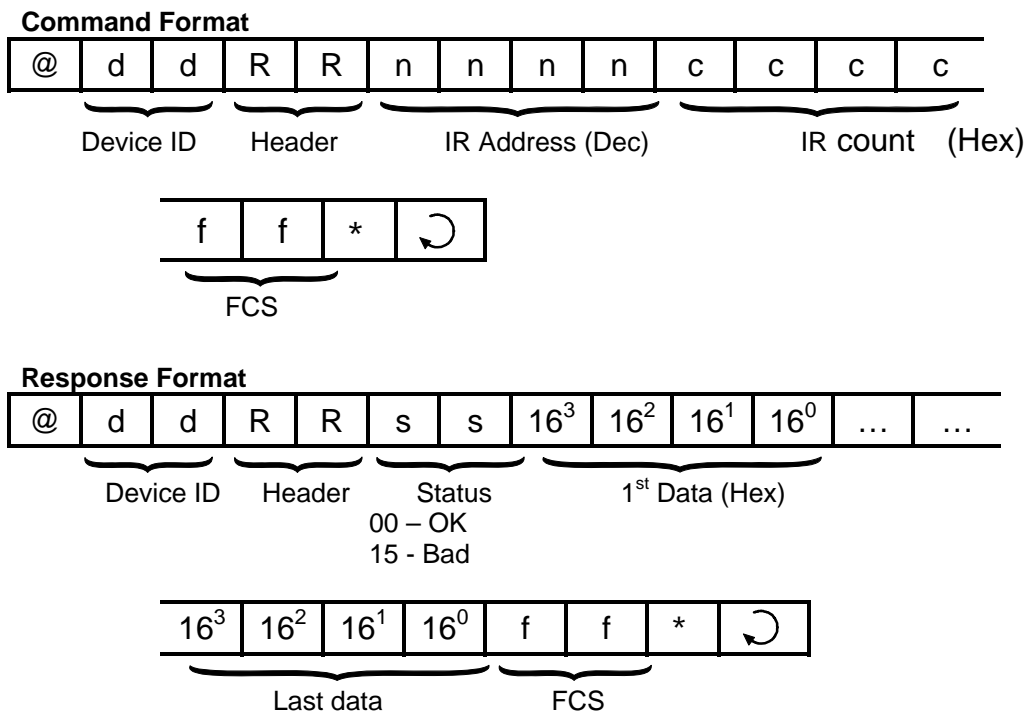 Command Format
@ d d R R n n n n c c c c
Device ID Header IR Address (Dec) IR count (Hex)
f f *
FCS
Response Format
@ d d R R s s 16³ 16² 16¹ 16⁰ … …
Device ID Header Status 1st Data (Hex)
00 – OK
15 - Bad
16³ 16² 16¹ 16⁰ f f *
Last data FCS